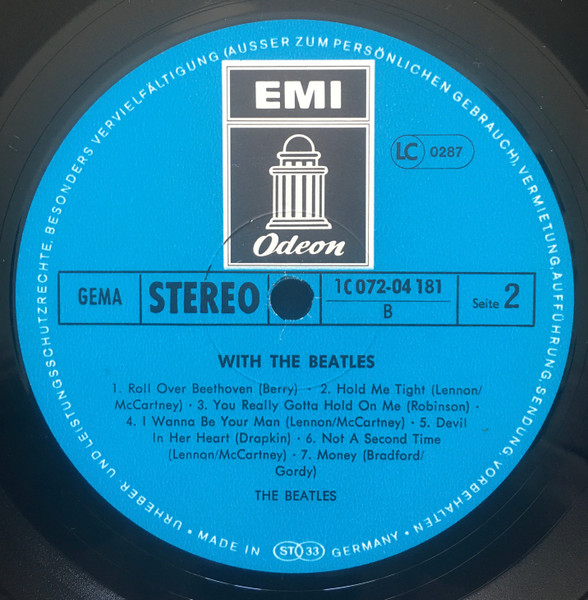 URHEBER- UND LEISTUNGSSCHUTZRECHTE, BESONDERS VERVIELFÄLTIGUNG (AUSSER ZUM PERSÖNLICHEN GEBRAUCH), VERMIETUNG, AUFFÜHRUNG, SENDUNG, VORBEHALTEN •
EMI
Odeon
LC 0287
GEMA
STEREO
1C 072-04 181
B
Seite 2
WITH THE BEATLES
1. Roll Over Beethoven (Berry) · 2. Hold Me Tight (Lennon/
McCartney) · 3. You Really Gotta Hold On Me (Robinson) ·
4. I Wanna Be Your Man (Lennon/McCartney) · 5. Devil
In Her Heart (Drapkin) · 6. Not A Second Time
(Lennon/McCartney) · 7. Money (Bradford/
Gordy)
THE BEATLES
• MADE IN ST 33 GERMANY •